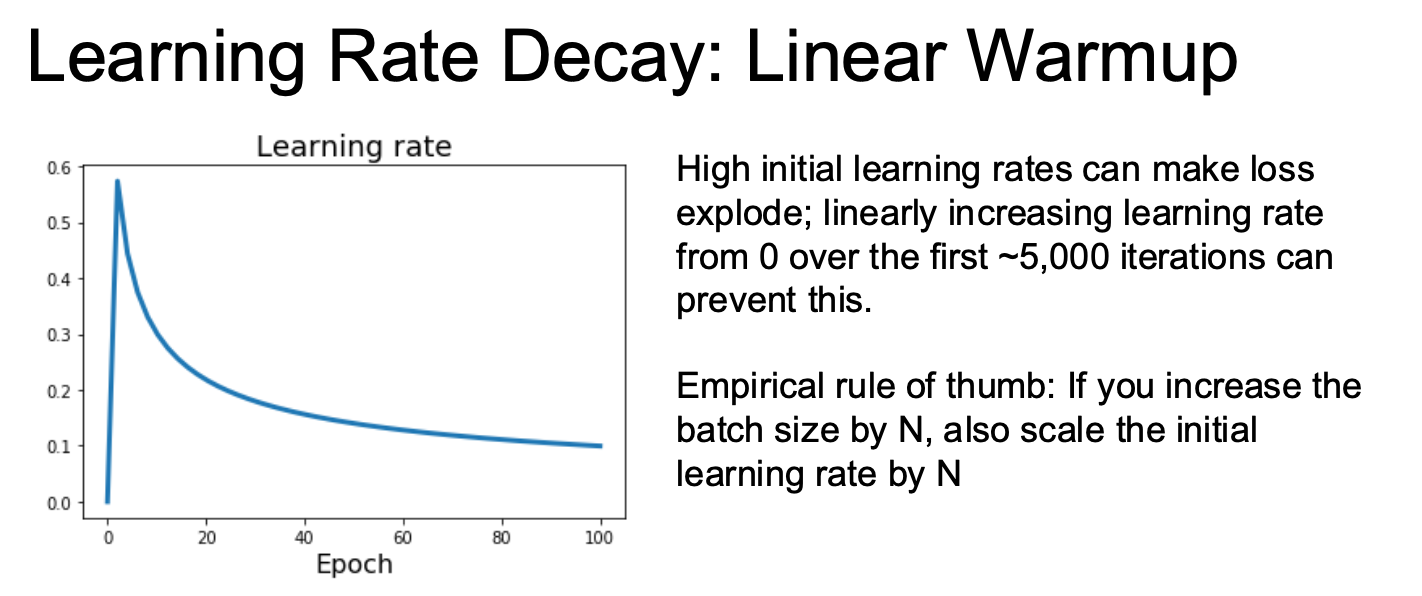 Learning Rate Decay: Linear Warmup
Learning rate
0.6
0.5
0.4
0.3
0.2
0.1
0.0
0 20 40 60 80 100
Epoch
High initial learning rates can make loss
explode; linearly increasing learning rate
from 0 over the first ~5,000 iterations can
prevent this.
Empirical rule of thumb: If you increase the
batch size by N, also scale the initial
learning rate by N